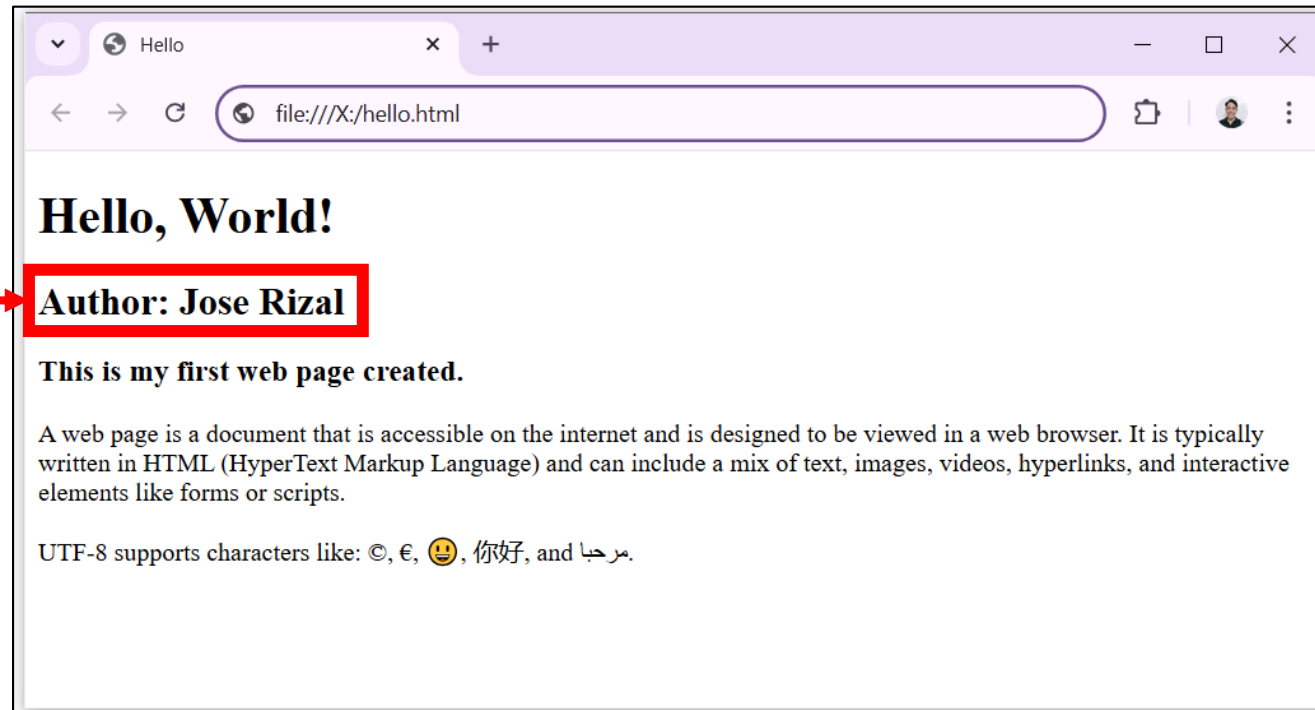 Hello
file:///X:/hello.html
Hello, World!
Author: Jose Rizal
This is my first web page created.
A web page is a document that is accessible on the internet and is designed to be viewed in a web browser. It is typically
written in HTML (HyperText Markup Language) and can include a mix of text, images, videos, hyperlinks, and interactive
elements like forms or scripts.
UTF-8 supports characters like: ©, €, 😃, 你好, and مرحبا.